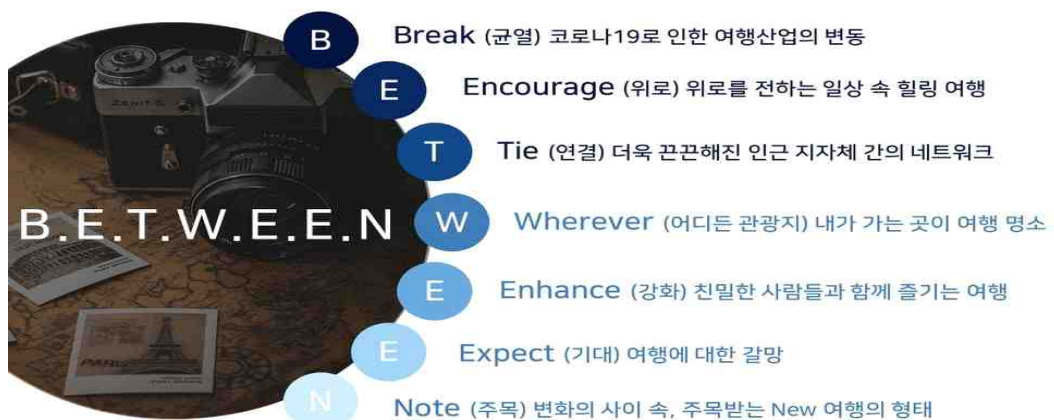 B.E.T.W.E.E.N
B Break (균열) 코로나19로 인한 여행산업의 변동
E Encourage (위로) 위로를 전하는 일상 속 힐링 여행
T Tie (연결) 더욱 끈끈해진 인근 지자체 간의 네트워크
W Wherever (어디든 관광지) 내가 가는 곳이 여행 명소
E Enhance (강화) 친밀한 사람들과 함께 즐기는 여행
E Expect (기대) 여행에 대한 갈망
N Note (주목) 변화의 사이 속, 주목받는 New 여행의 형태
ZENIT-E
PARIS